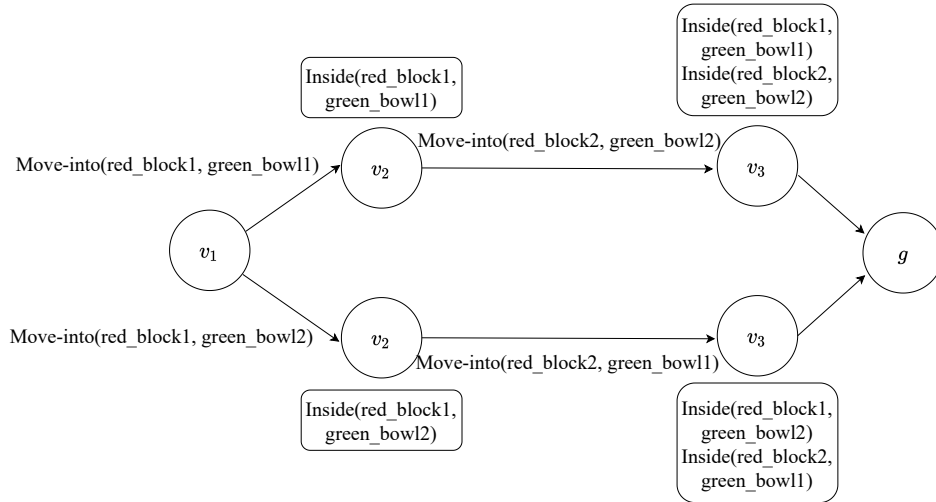 Inside(red_block1,
green_bowl1)
Inside(red_block2,
green_bowl2)
Inside(red_block1,
green_bowl1)
Move-into(red_block2, green_bowl2)
Move-into(red_block1, green_bowl1)
v2
v3
v1
g
Move-into(red_block1, green_bowl2)
v2
v3
Move-into(red_block2, green_bowl1)
Inside(red_block1,
green_bowl2)
Inside(red_block1,
green_bowl2)
Inside(red_block2,
green_bowl1)